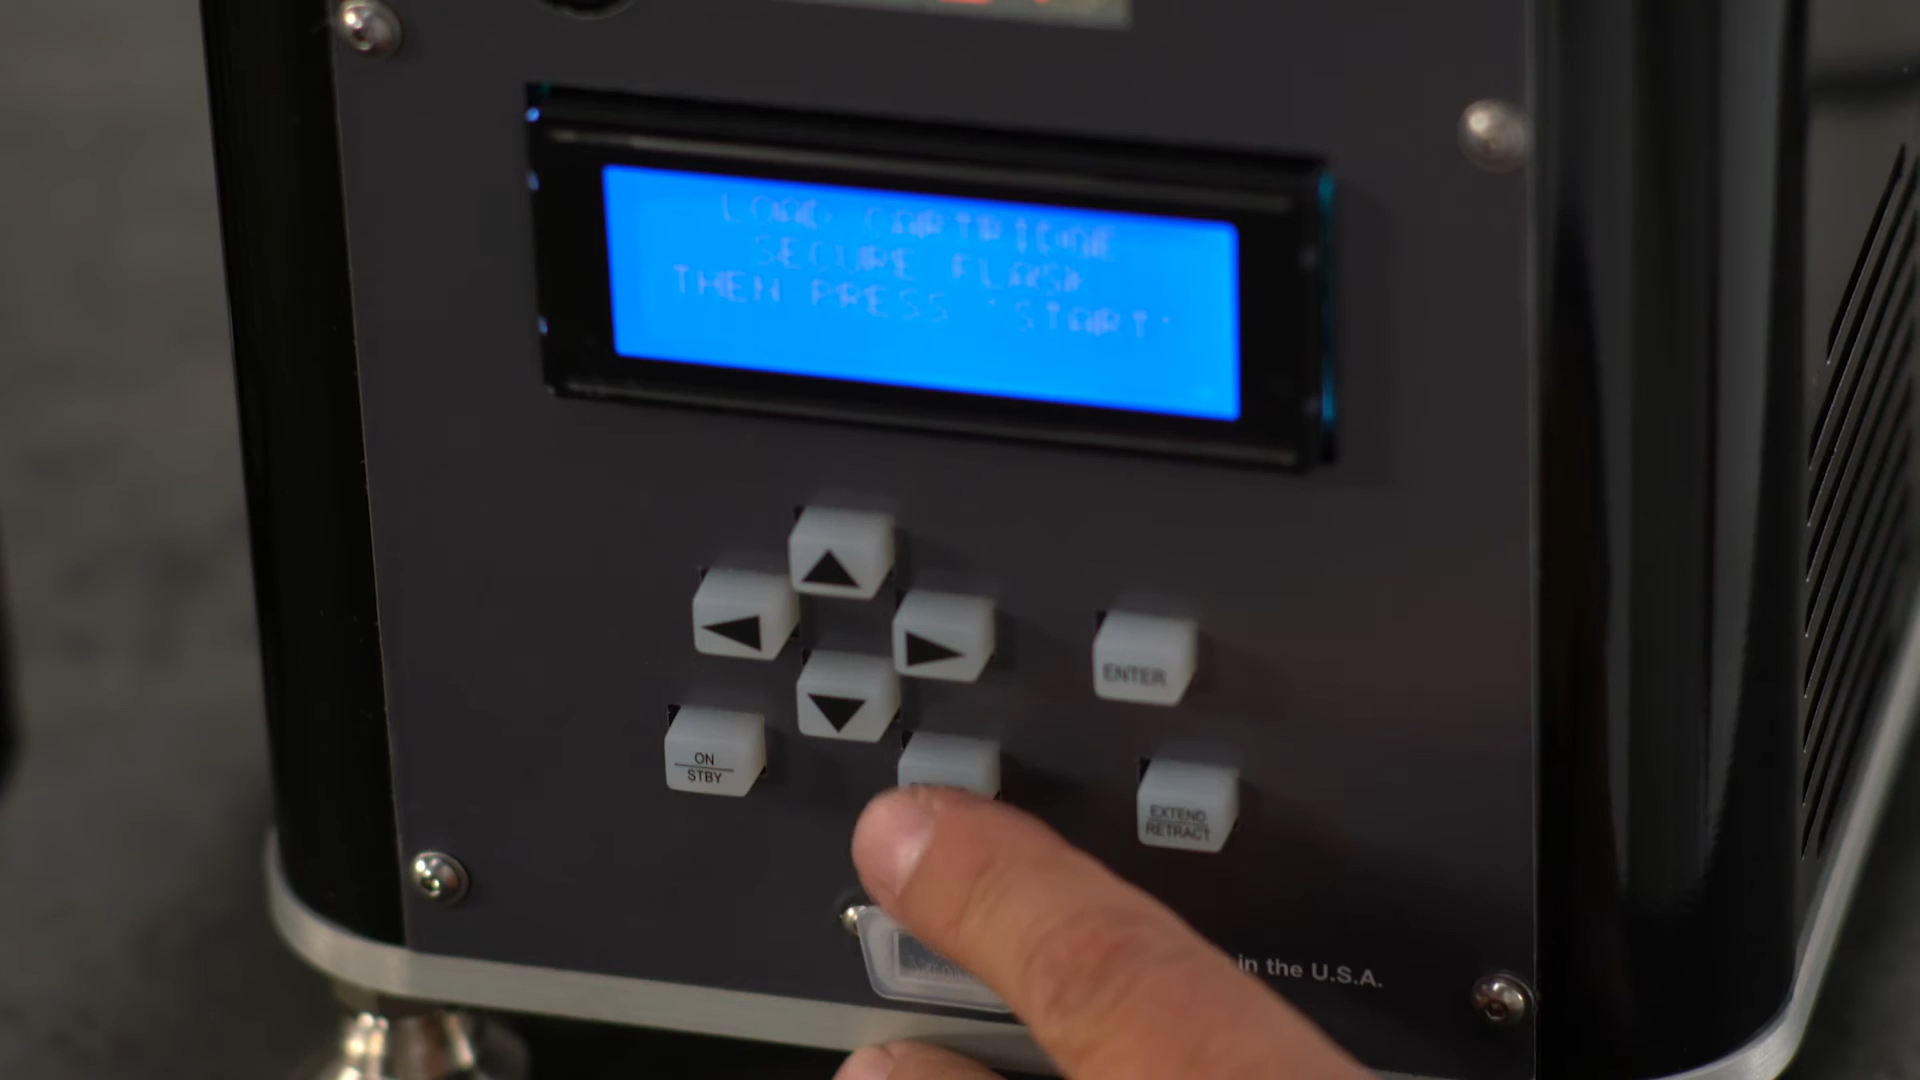 LOAD CARTRIDGE
SECURE FLASK
THEN PRESS 'START'
ENTER
ON
STBY
EXTEND
RETRACT
in the U.S.A.